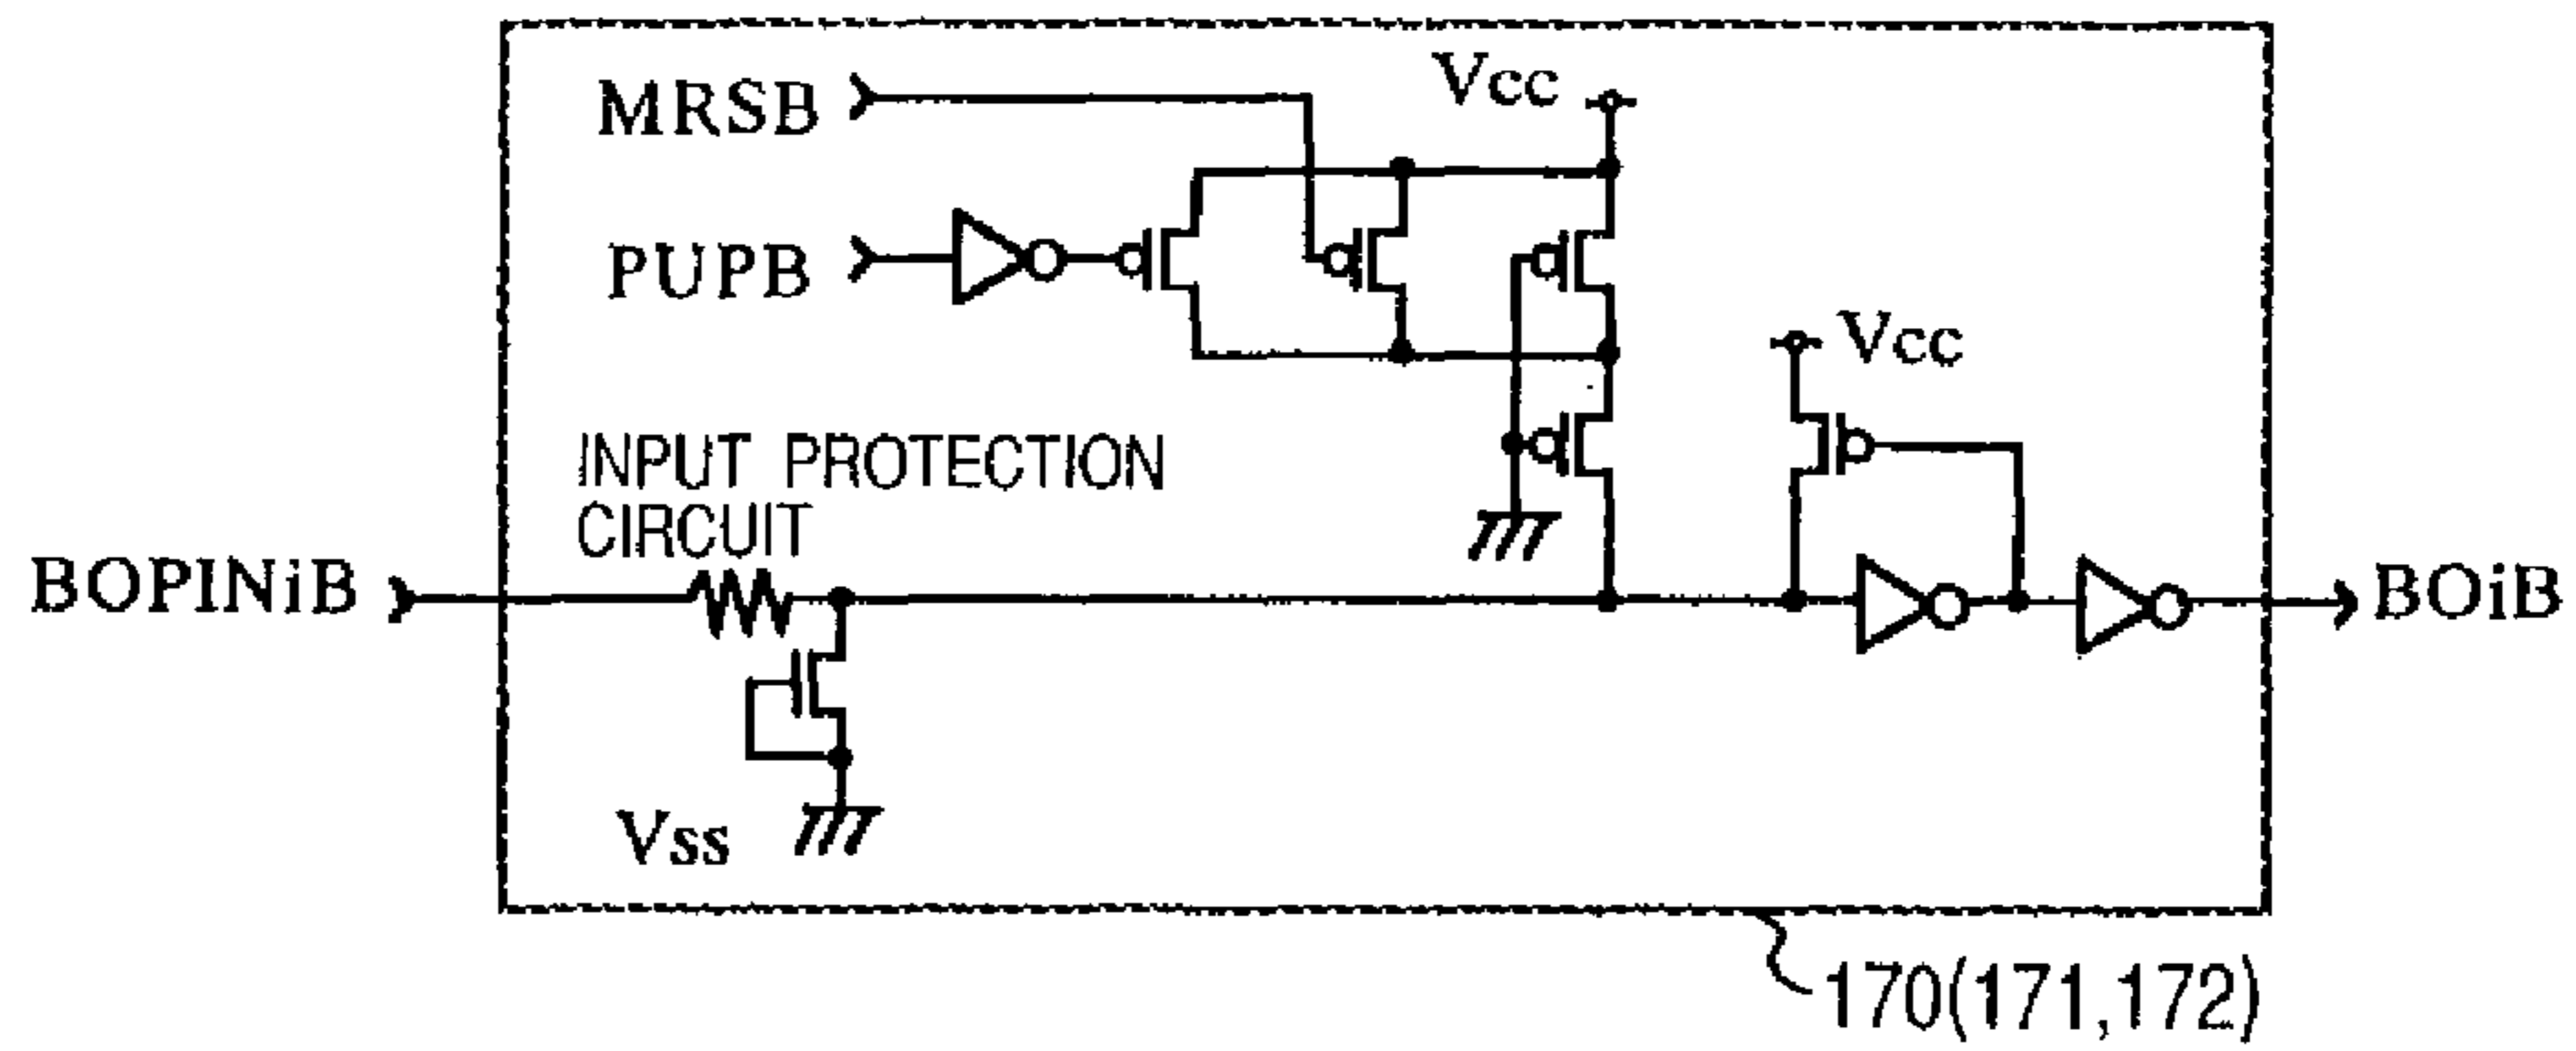 MRSB
Vcc
PUPB
Vcc
INPUT PROTECTION
CIRCUIT
BOPINiB
BOiB
Vss
170(171,172)